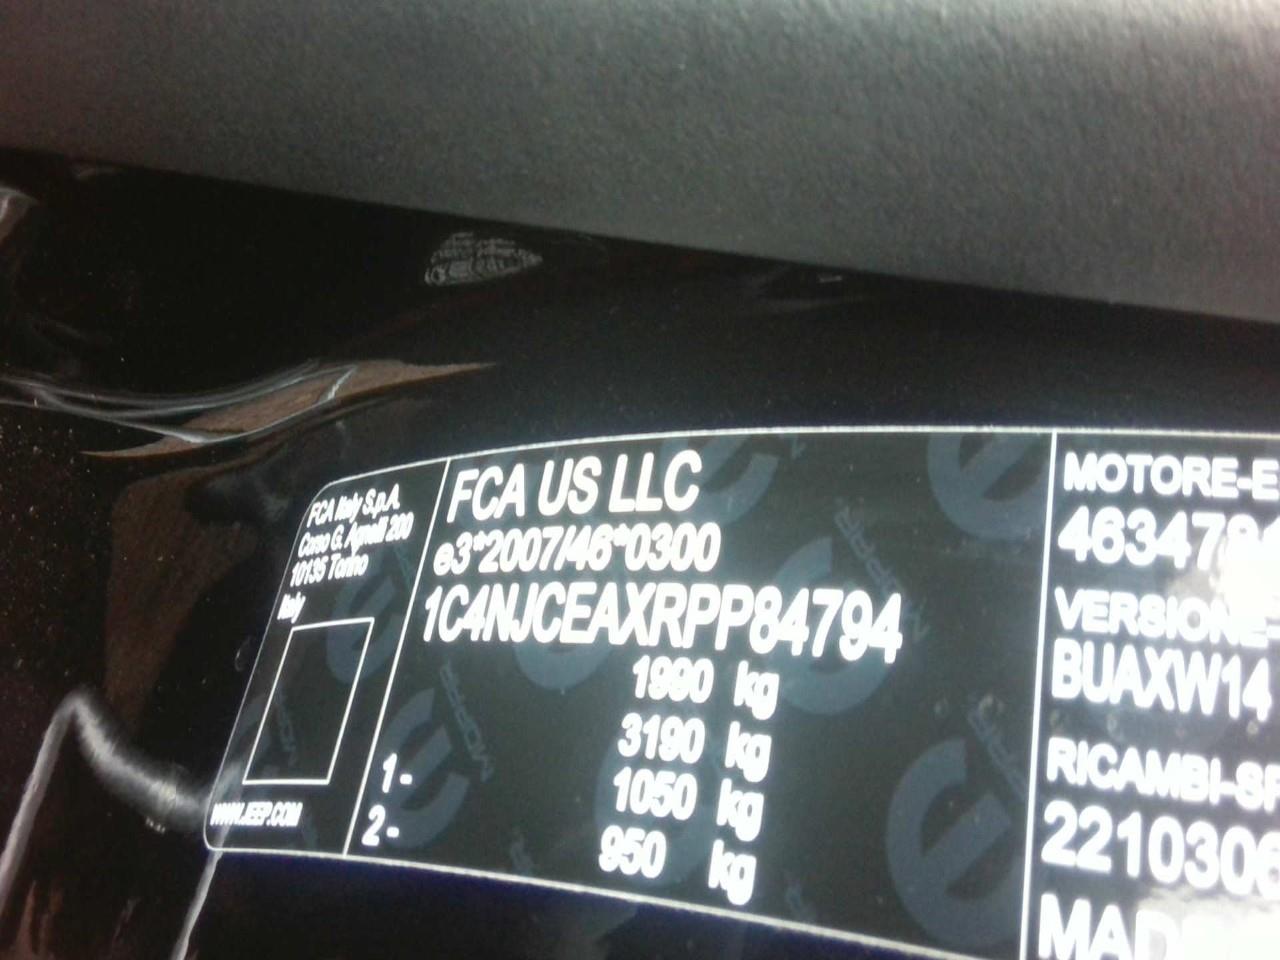 FCA Italy S.p.A.
Corso G. Agnelli 200
10135 Torino
Italy
WWW.JEEP.COM
FCA US LLC
e3*2007/46*0300
1C4NJCEAXRPP84794
1990 kg
3190 kg
1- 1050 kg
2- 950 kg
MOTORE-E
46347
VERSIONE-
BUAXW14
RICAMBI-SP
2210306
MAD